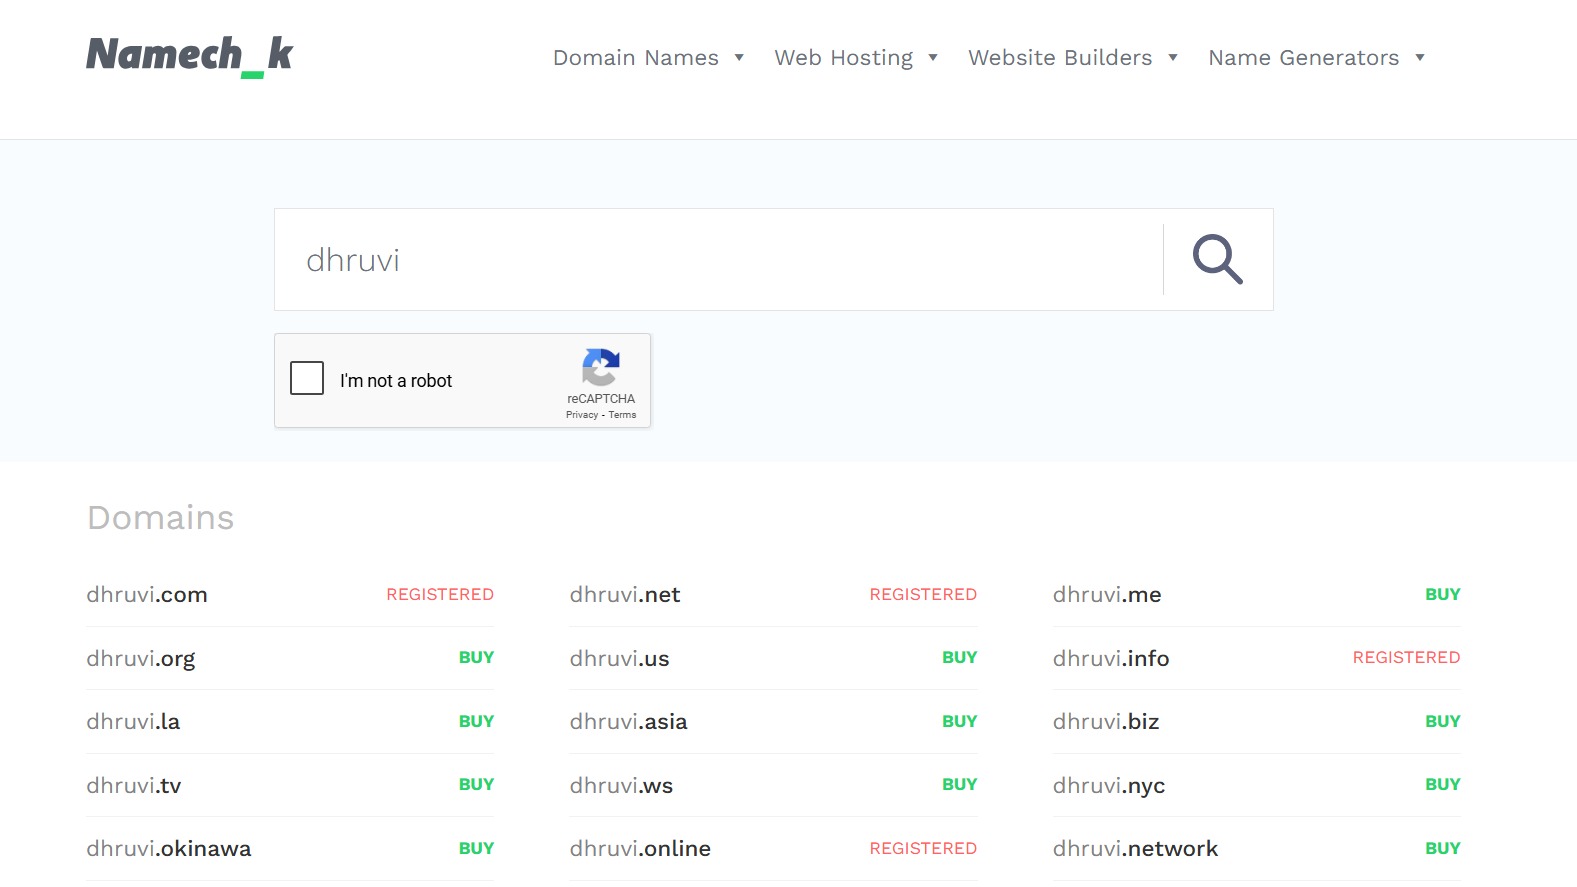 Namech_k
Domain Names ▼ Web Hosting ▼ Website Builders ▼ Name Generators ▼
dhruvi
I'm not a robot
reCAPTCHA
Privacy - Terms
Domains
dhruvi.com REGISTERED dhruvi.net REGISTERED dhruvi.me BUY
dhruvi.org BUY dhruvi.us BUY dhruvi.info REGISTERED
dhruvi.la BUY dhruvi.asia BUY dhruvi.biz BUY
dhruvi.tv BUY dhruvi.ws BUY dhruvi.nyc BUY
dhruvi.okinawa BUY dhruvi.online REGISTERED dhruvi.network BUY